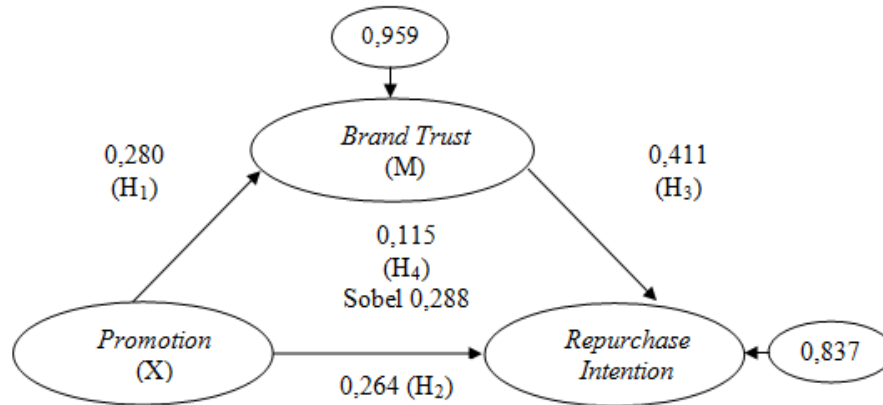 0,959
Brand Trust
(M)
0,280
(H₁)
0,411
(H₃)
0,115
(H₄)
Sobel 0,288
Promotion
(X)
Repurchase
Intention
0,837
0,264 (H₂)